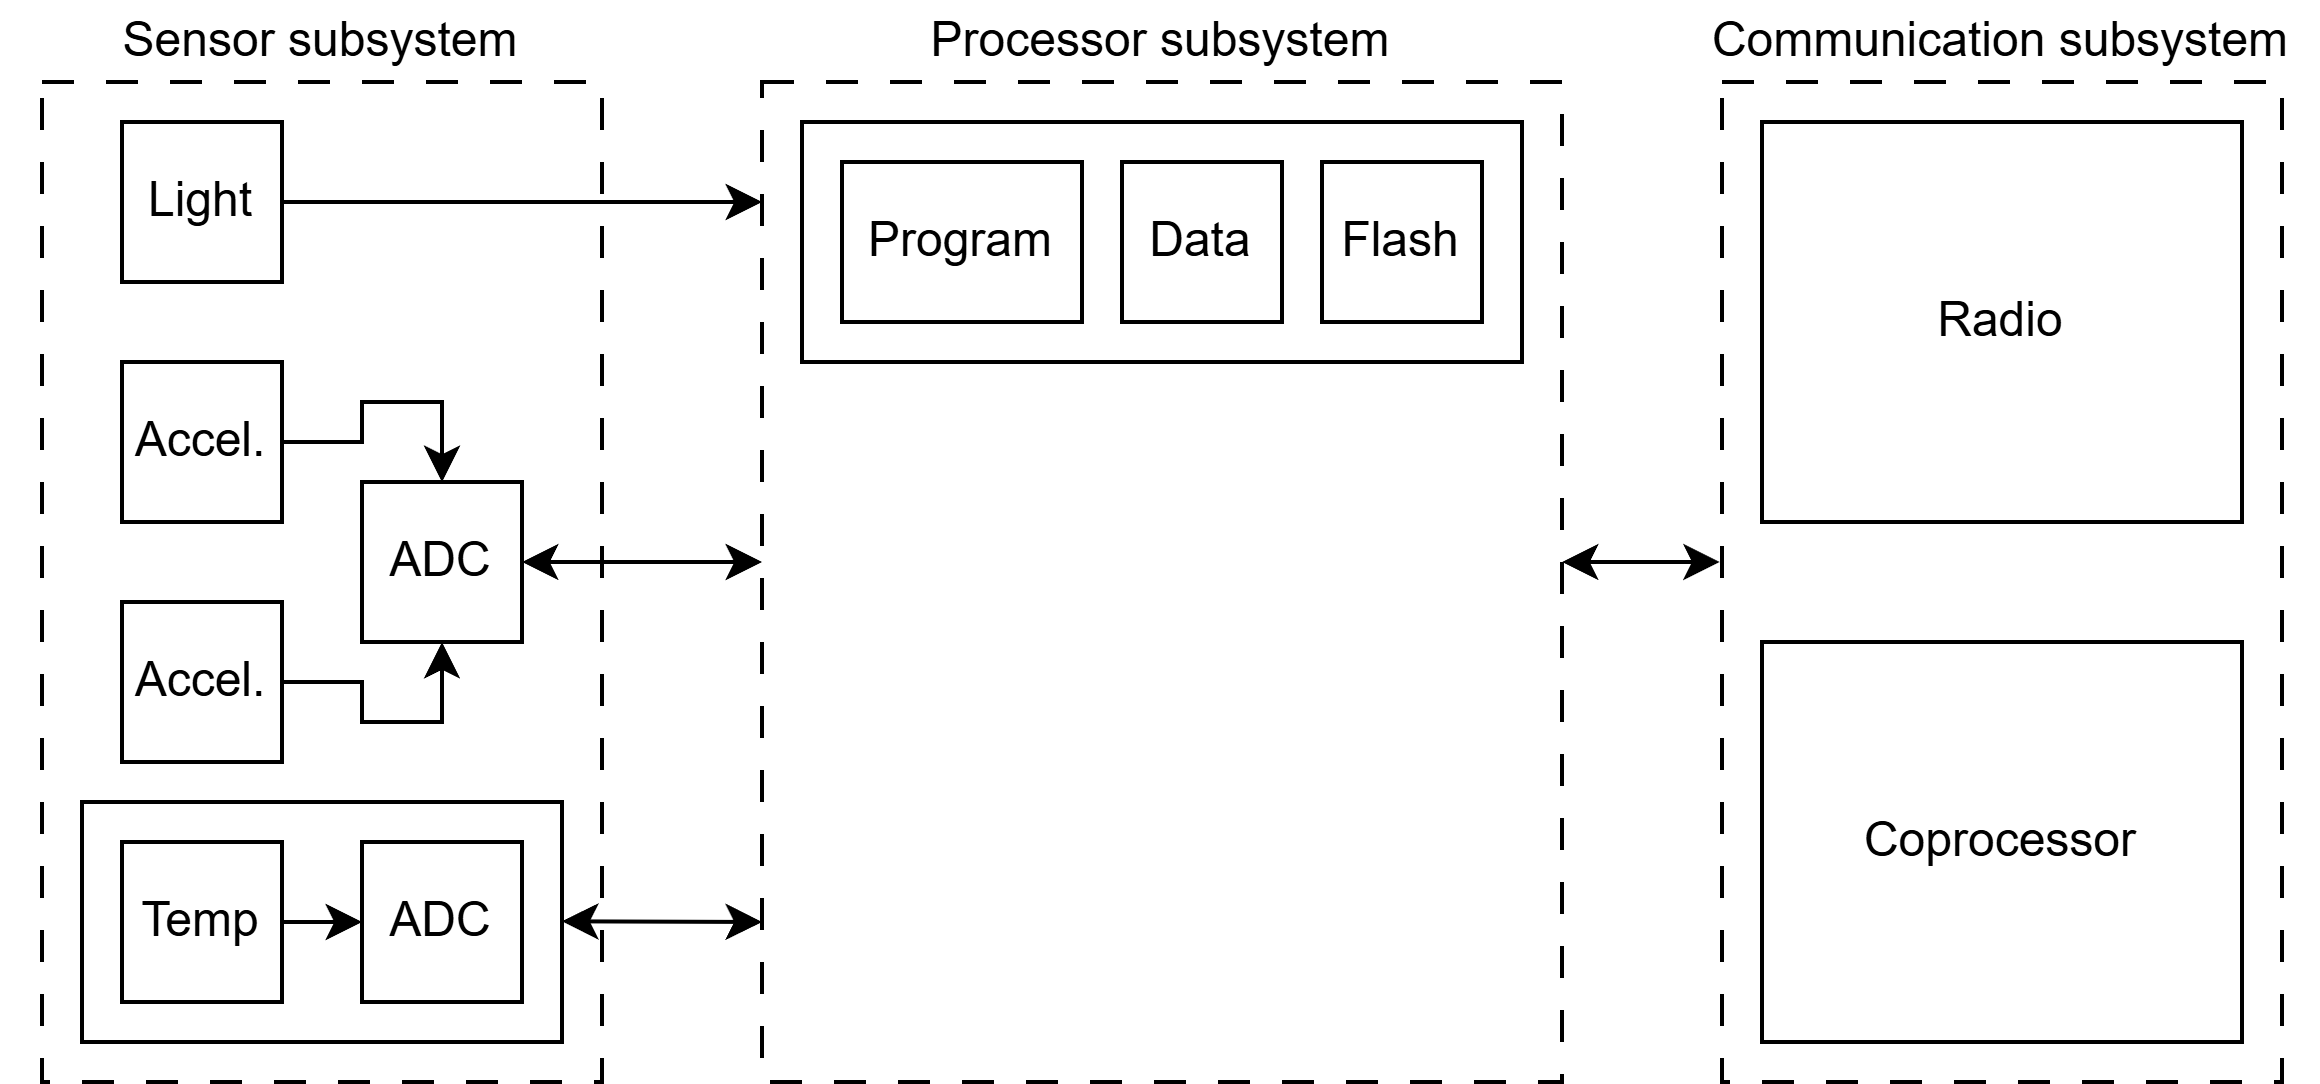 Sensor subsystem
Processor subsystem
Communication subsystem
Light
Accel.
ADC
Accel.
Temp
ADC
Program
Data
Flash
Radio
Coprocessor